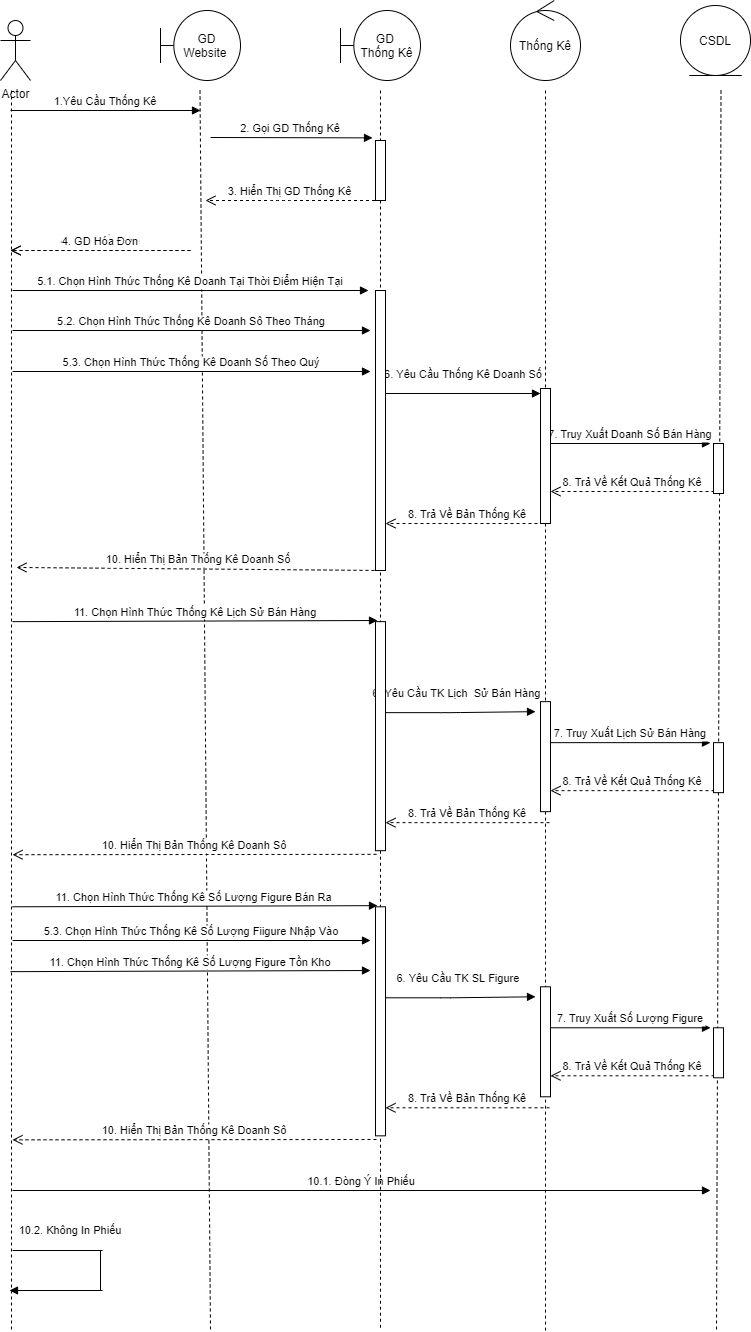 GD
Website
GD
Thống Kê
Thống Kê
CSDL
Actor
1.Yêu Cầu Thống Kê
2. Gọi GD Thống Kê
3. Hiển Thị GD Thống Kê
4. GD Hóa Đơn
5.1. Chọn Hình Thức Thống Kê Doanh Tại Thời Điểm Hiện Tại
5.2. Chọn Hình Thức Thống Kê Doanh Sô Theo Tháng
5.3. Chọn Hình Thức Thống Kê Doanh Số Theo Quý
6. Yêu Cầu Thống Kê Doanh Số
7. Truy Xuất Doanh Số Bán Hàng
8. Trả Về Kết Quả Thống Kê
8. Trả Về Bản Thống Kê
10. Hiển Thị Bản Thống Kê Doanh Số
11. Chọn Hình Thức Thống Kê Lịch Sử Bán Hàng
6. Yêu Cầu TK Lịch Sử Bán Hàng
7. Truy Xuất Lịch Sử Bán Hàng
8. Trả Về Kết Quả Thống Kê
8. Trả Về Bản Thống Kê
10. Hiển Thị Bản Thống Kê Doanh Sô
11. Chọn Hình Thức Thống Kê Số Lượng Figure Bán Ra
5.3. Chọn Hình Thức Thống Kê Số Lượng Fiigure Nhập Vào
11. Chọn Hình Thức Thống Kê Số Lượng Figure Tồn Kho
6. Yêu Cầu TK SL Figure
7. Truy Xuất Số Lượng Figure
8. Trả Về Kết Quả Thống Kê
8. Trả Về Bản Thống Kê
10. Hiển Thị Bản Thống Kê Doanh Sô
10.1. Đòng Ý In Phiếu
10.2. Không In Phiếu